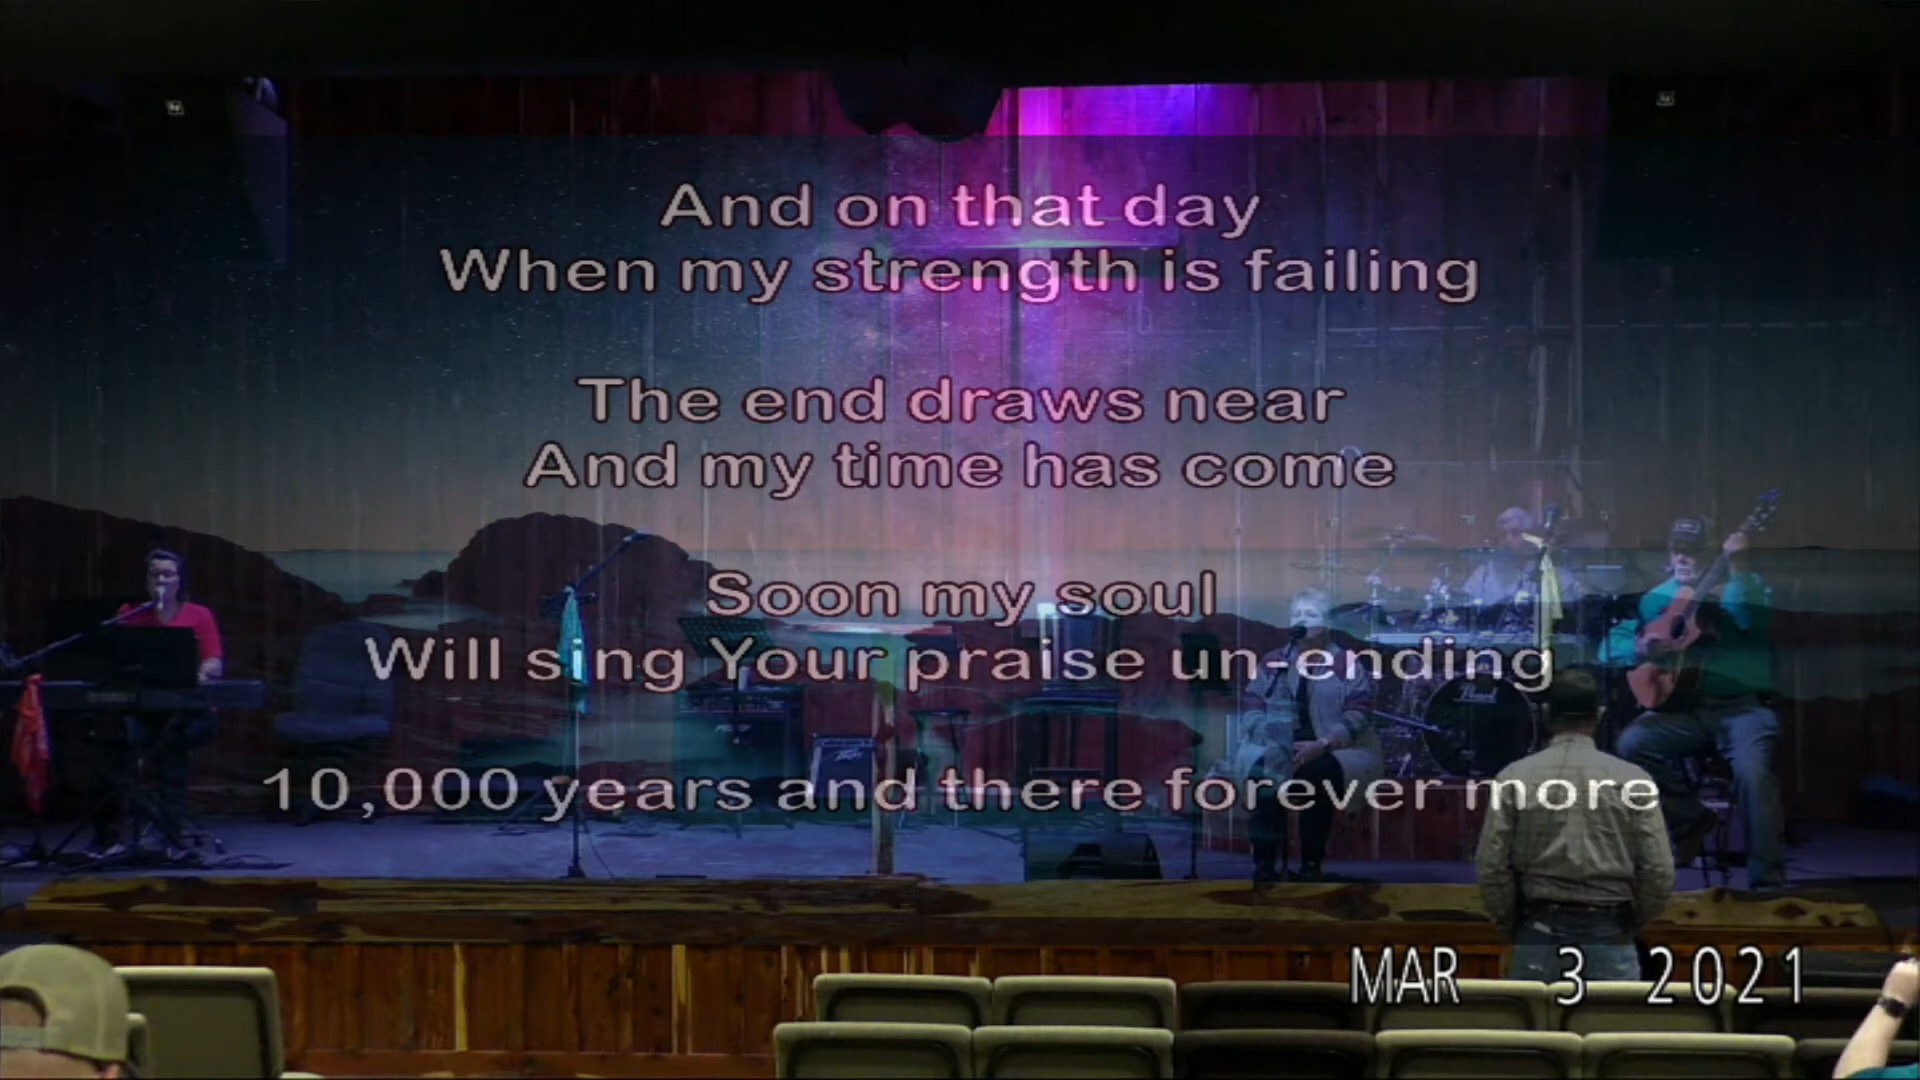 And on that day
When my strength is failing
The end draws near
And my time has come
Soon my soul
Will sing Your praise un-ending
10,000 years and there forever more
Pearl
MAR 3 2021